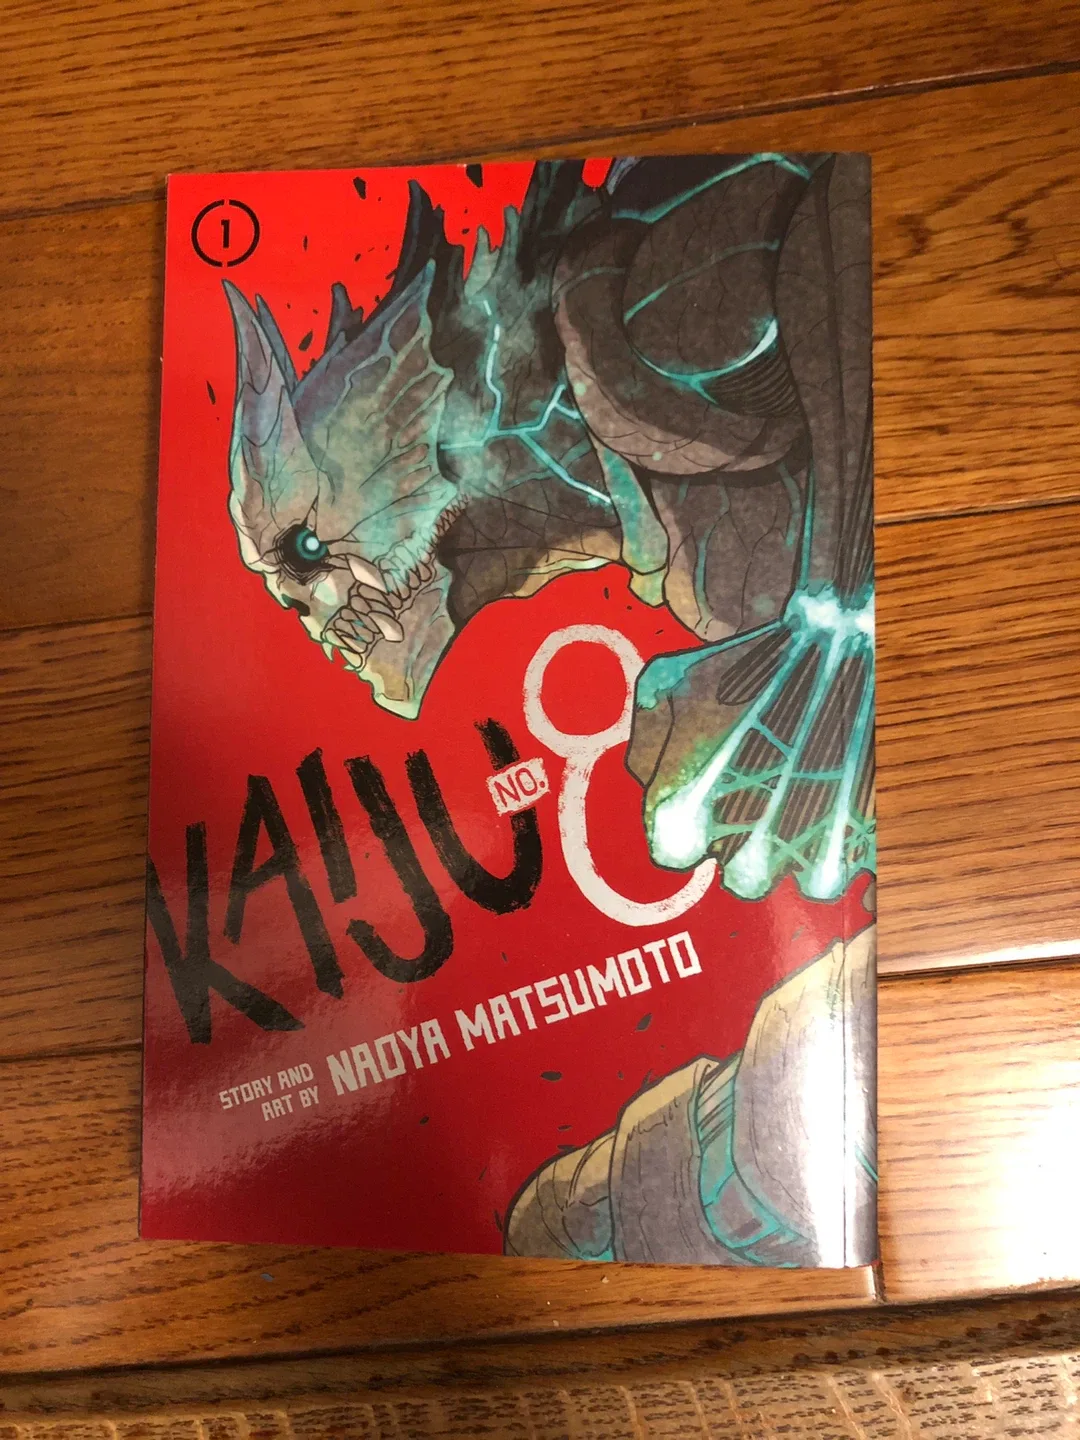 1
KAIJU NO. 8
STORY AND
ART BY
NAOYA MATSUMOTO